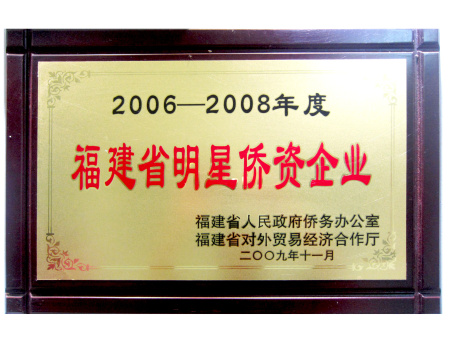 2006—2008年度
福建省明星侨资企业
福建省人民政府侨务办公室
福建省对外贸易经济合作厅
二〇〇九年十一月